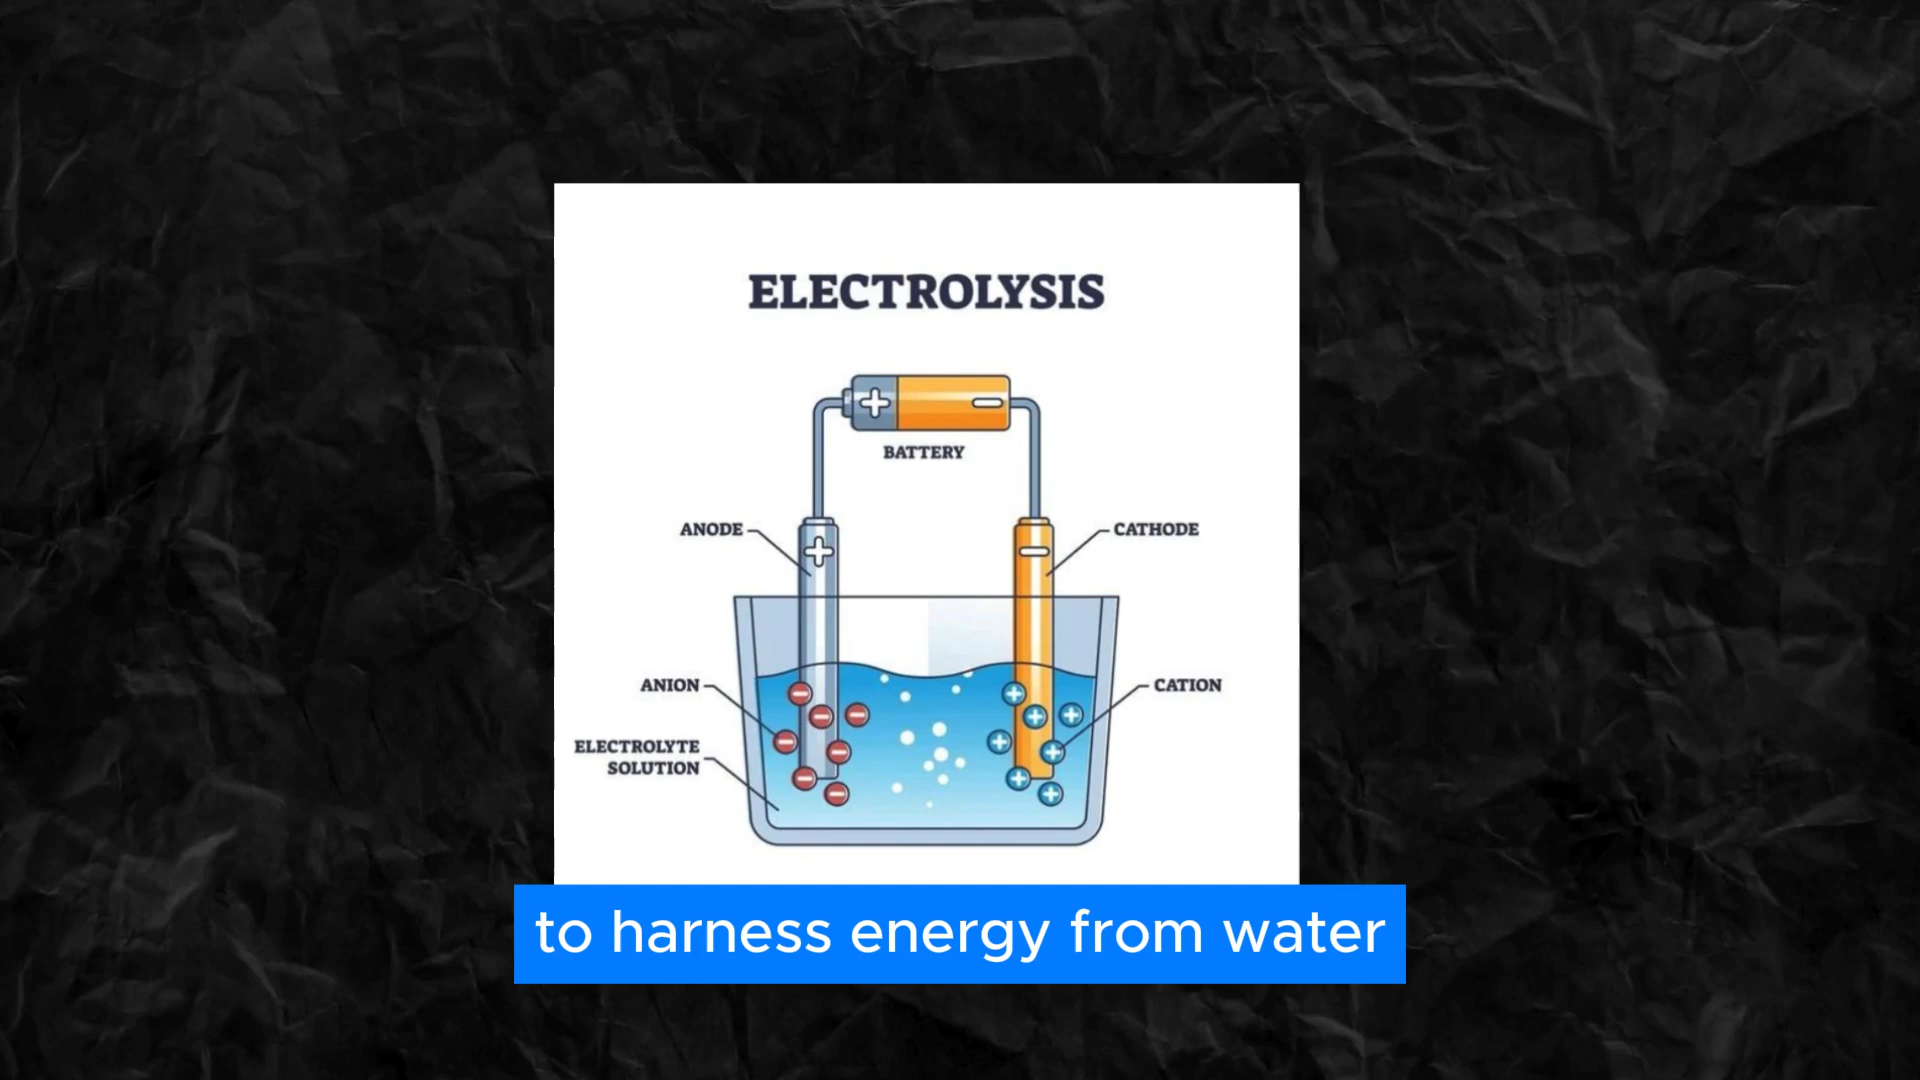 ELECTROLYSIS
BATTERY
ANODE
CATHODE
ANION
CATION
ELECTROLYTE
SOLUTION
to harness energy from water